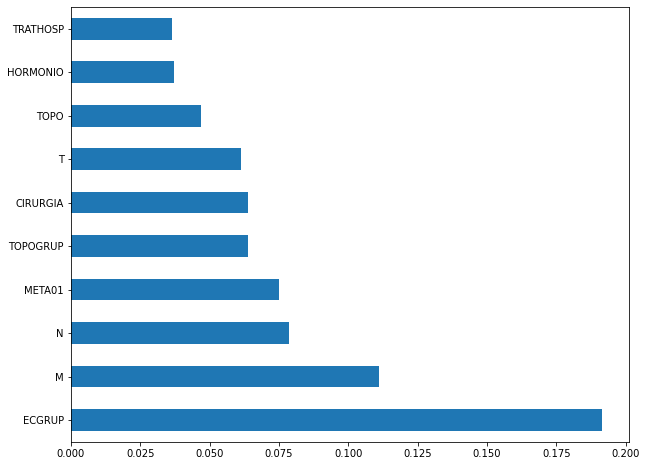 TRATHOSP
HORMONIO
TOPO
T
CIRURGIA
TOPOGRUP
META01
N
M
ECGRUP
0.000 0.025 0.050 0.075 0.100 0.125 0.150 0.175 0.200